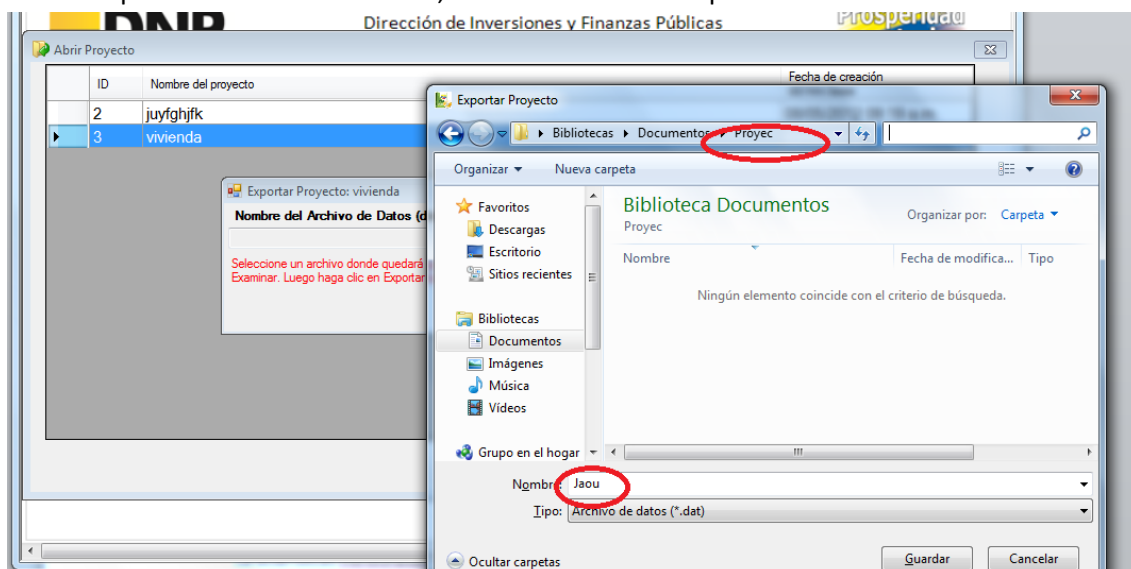 DNP
Dirección de Inversiones y Finanzas Públicas
Prosperidad
Abrir Proyecto
ID Nombre del proyecto Fecha de creación
2 juyfghjfk
3 vivienda
Exportar Proyecto: vivienda
Nombre del Archivo de Datos (d
Seleccione un archivo donde quedará
Examinar. Luego haga clic en Exportar
Exportar Proyecto
Bibliotecas Documentos Proyec
Organizar Nueva carpeta
Favoritos
Descargas
Escritorio
Sitios recientes
Bibliotecas
Documentos
Imágenes
Música
Vídeos
Grupo en el hogar
Biblioteca Documentos
Proyec
Organizar por: Carpeta
Nombre Fecha de modifica... Tipo
Ningún elemento coincide con el criterio de búsqueda.
Nombre: Jaou
Tipo: Archivo de datos (*.dat)
Ocultar carpetas
Guardar Cancelar